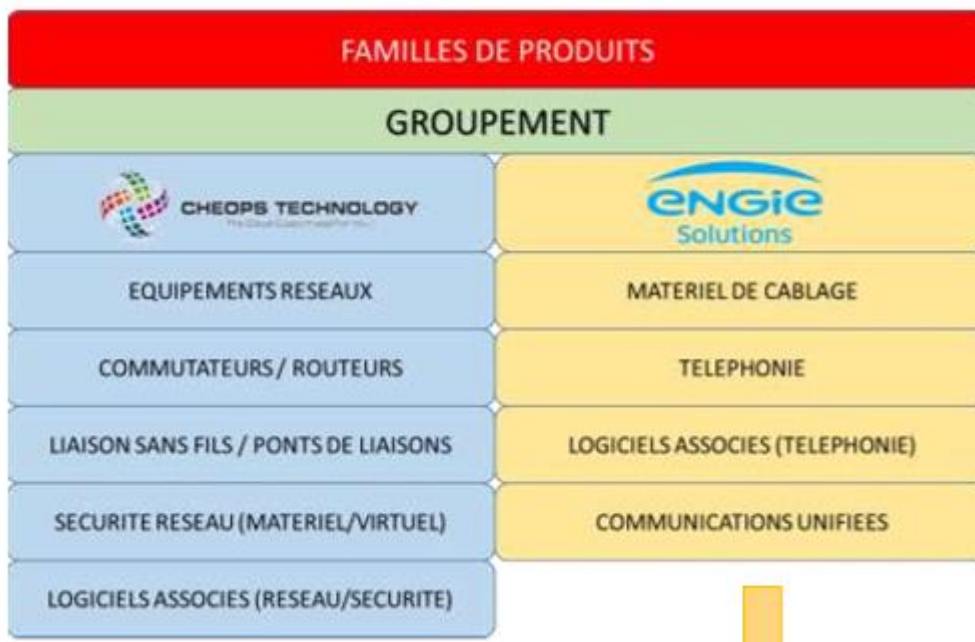 FAMILLES DE PRODUITS
GROUPEMENT
CHEOPS TECHNOLOGY
eNGie
Solutions
EQUIPEMENTS RESEAUX
MATERIEL DE CABLAGE
COMMUTATEURS / ROUTEURS
TELEPHONIE
LIAISON SANS FILS / PONTS DE LIAISONS
LOGICIELS ASSOCIES (TELEPHONIE)
SECURITE RESEAU (MATERIEL/VIRTUEL)
COMMUNICATIONS UNIFIEES
LOGICIELS ASSOCIES (RESEAU/SECURITE)